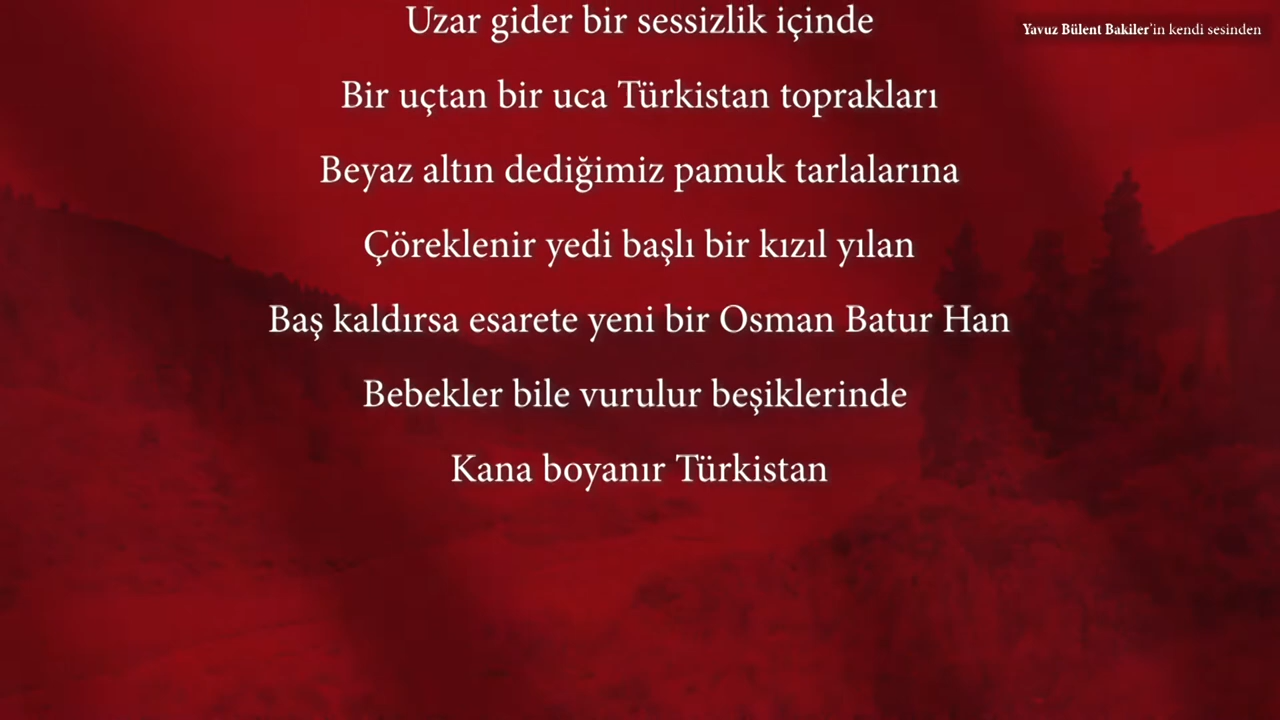 Yavuz Bülent Bakiler'in kendi sesinden
Uzar gider bir sessizlik içinde
Bir uçtan bir uca Türkistan toprakları
Beyaz altın dediğimiz pamuk tarlalarına
Çöreklenir yedi başlı bir kızıl yılan
Baş kaldırsa esarete yeni bir Osman Batur Han
Bebekler bile vurulur beşiklerinde
Kana boyanır Türkistan